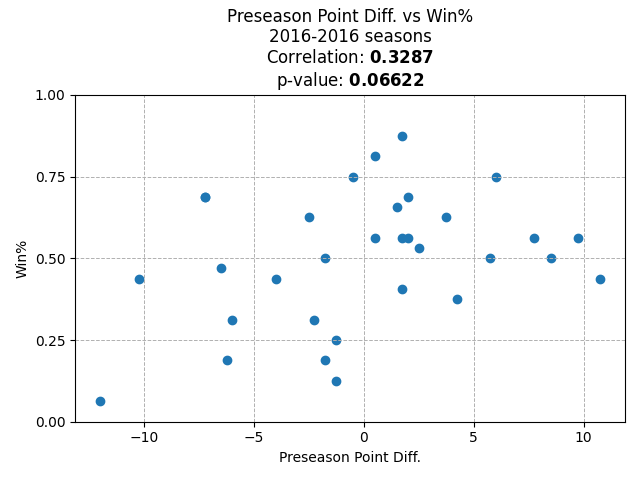 Preseason Point Diff. vs Win%
2016-2016 seasons
Correlation: 0.3287
p-value: 0.06622
1.00
0.75
0.50
0.25
0.00
Win%
−10
−5
0
5
10
Preseason Point Diff.